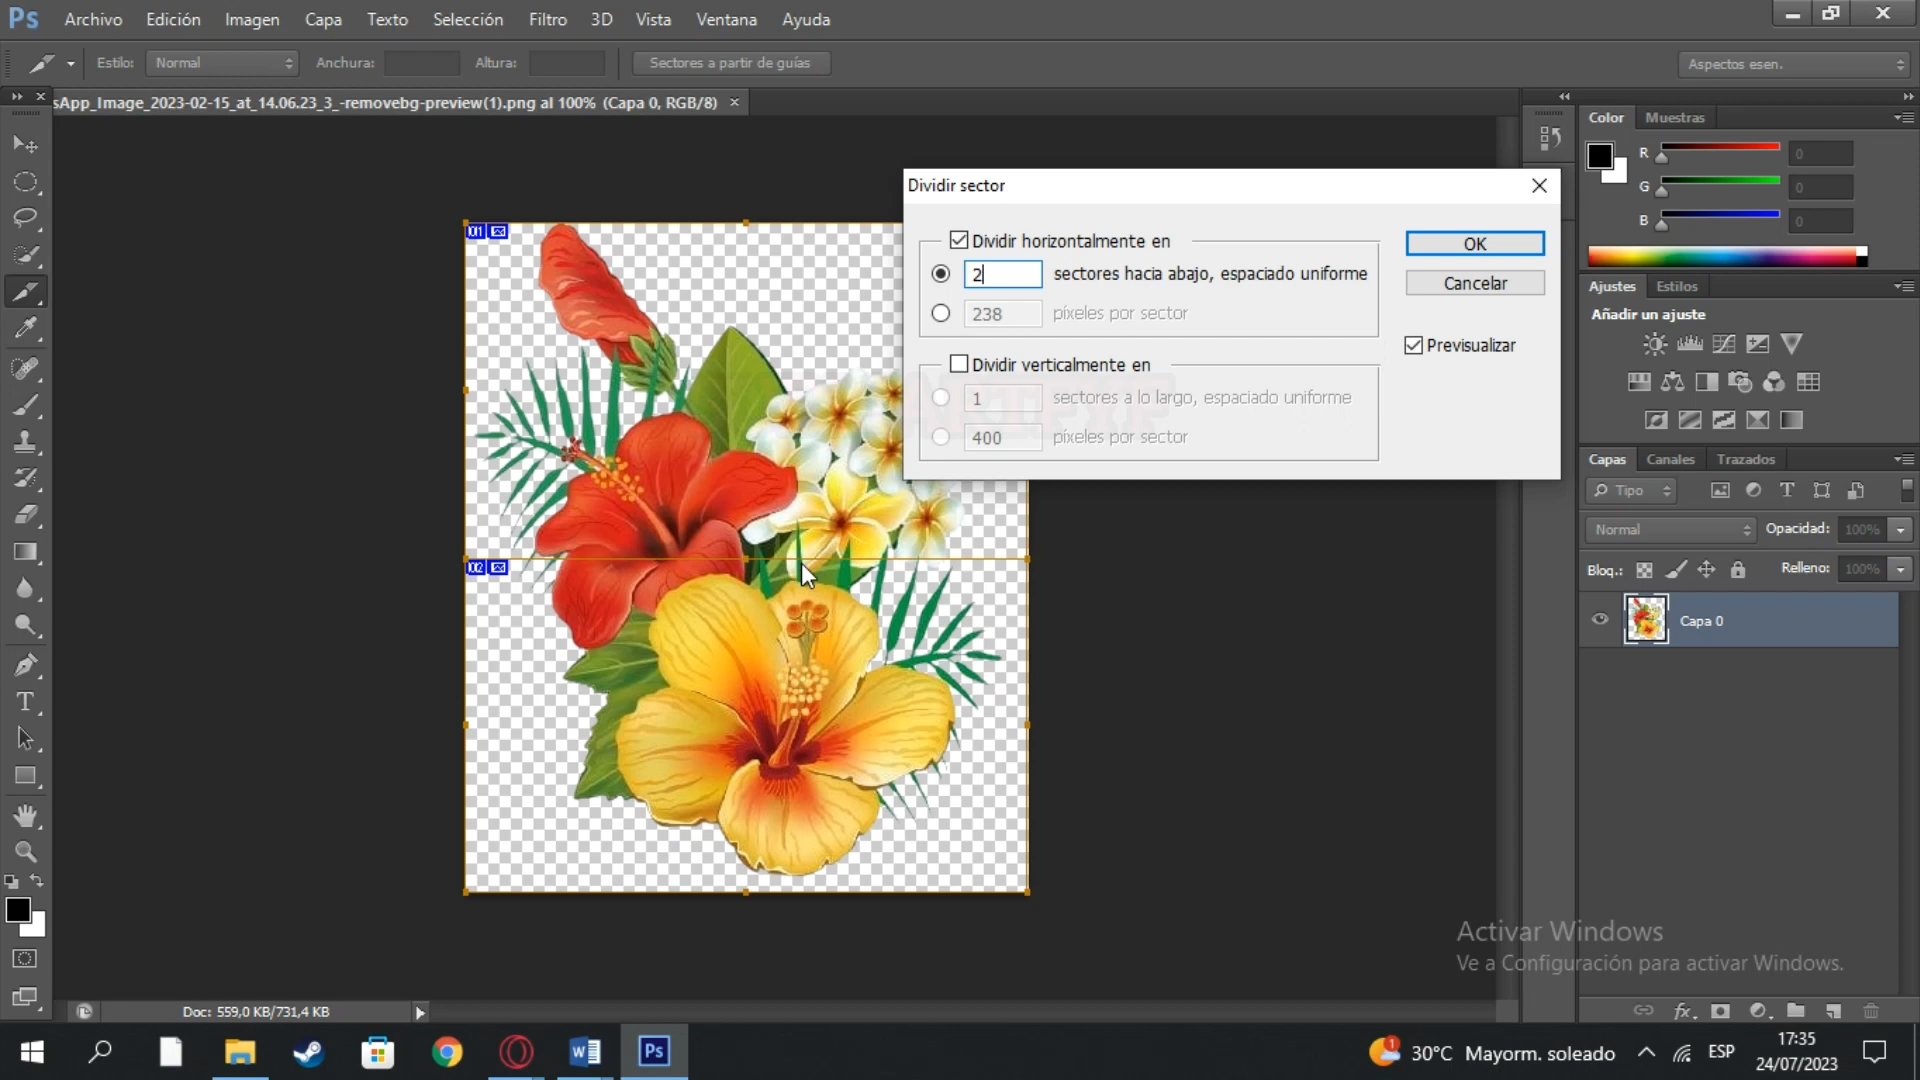 Ps Archivo Edición Imagen Capa Texto Selección Filtro 3D Vista Ventana Ayuda
Estilo: Normal Anchura: Altura: Sectores a partir de guías Aspectos esen.
sApp_Image_2023-02-15_at_14.06.23_3_-removebg-preview(1).png al 100% (Capa 0, RGB/8) ×
Color Muestras
R 0
G 0
B 0
Dividir sector
Dividir horizontalmente en
2 sectores hacia abajo, espaciado uniforme
238 píxeles por sector
Dividir verticalmente en
1 sectores a lo largo, espaciado uniforme
400 píxeles por sector
OK
Cancelar
Previsualizar
01
02
Ajustes Estilos
Añadir un ajuste
Capas Canales Trazados
Tipo
Normal Opacidad: 100%
Bloq.: Relleno: 100%
Capa 0
T
Activar Windows
Ve a Configuración para activar Windows.
Doc: 559,0 KB/731,4 KB
fx
W Ps 1 30°C Mayorm. soleado ESP
17:35
24/07/2023